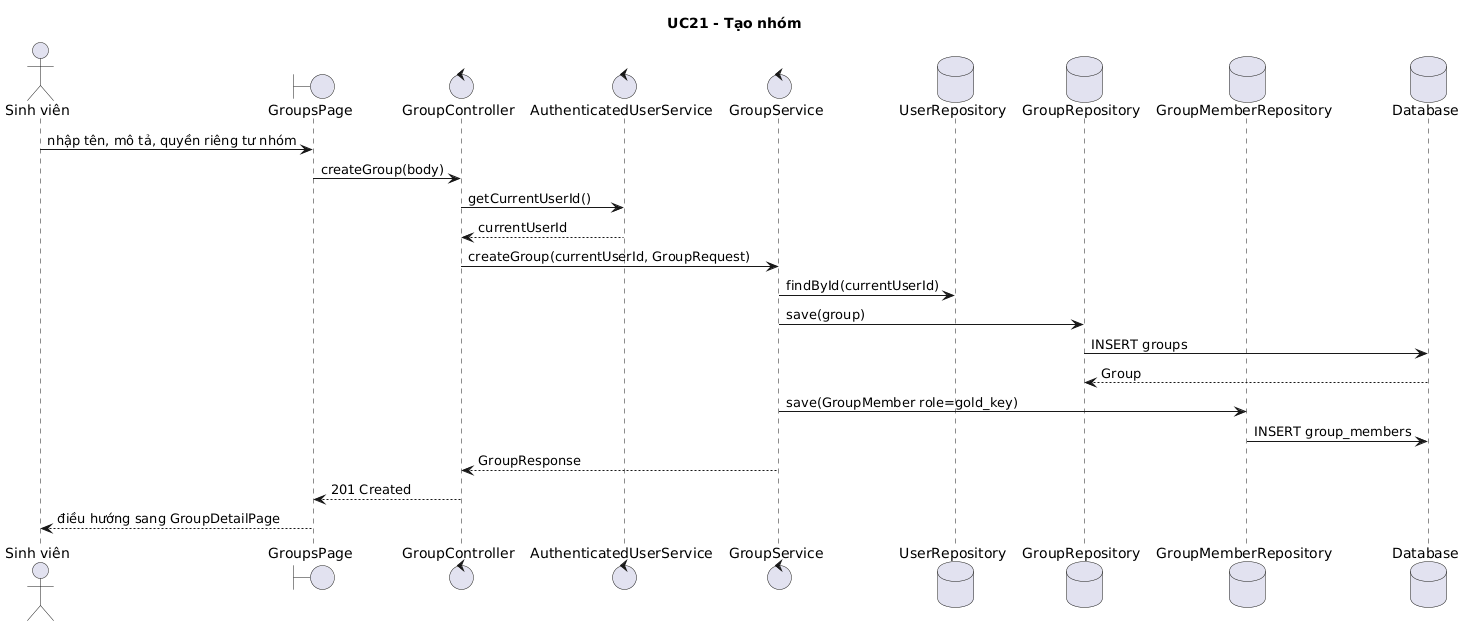 UC21 - Tạo nhóm
Sinh viên
GroupsPage
GroupController
AuthenticatedUserService
GroupService
UserRepository
GroupRepository
GroupMemberRepository
Database
nhập tên, mô tả, quyền riêng tư nhóm
createGroup(body)
getCurrentUserId()
currentUserId
createGroup(currentUserId, GroupRequest)
findById(currentUserId)
save(group)
INSERT groups
Group
save(GroupMember role=gold_key)
INSERT group_members
GroupResponse
201 Created
điều hướng sang GroupDetailPage
Sinh viên
GroupsPage
GroupController
AuthenticatedUserService
GroupService
UserRepository
GroupRepository
GroupMemberRepository
Database